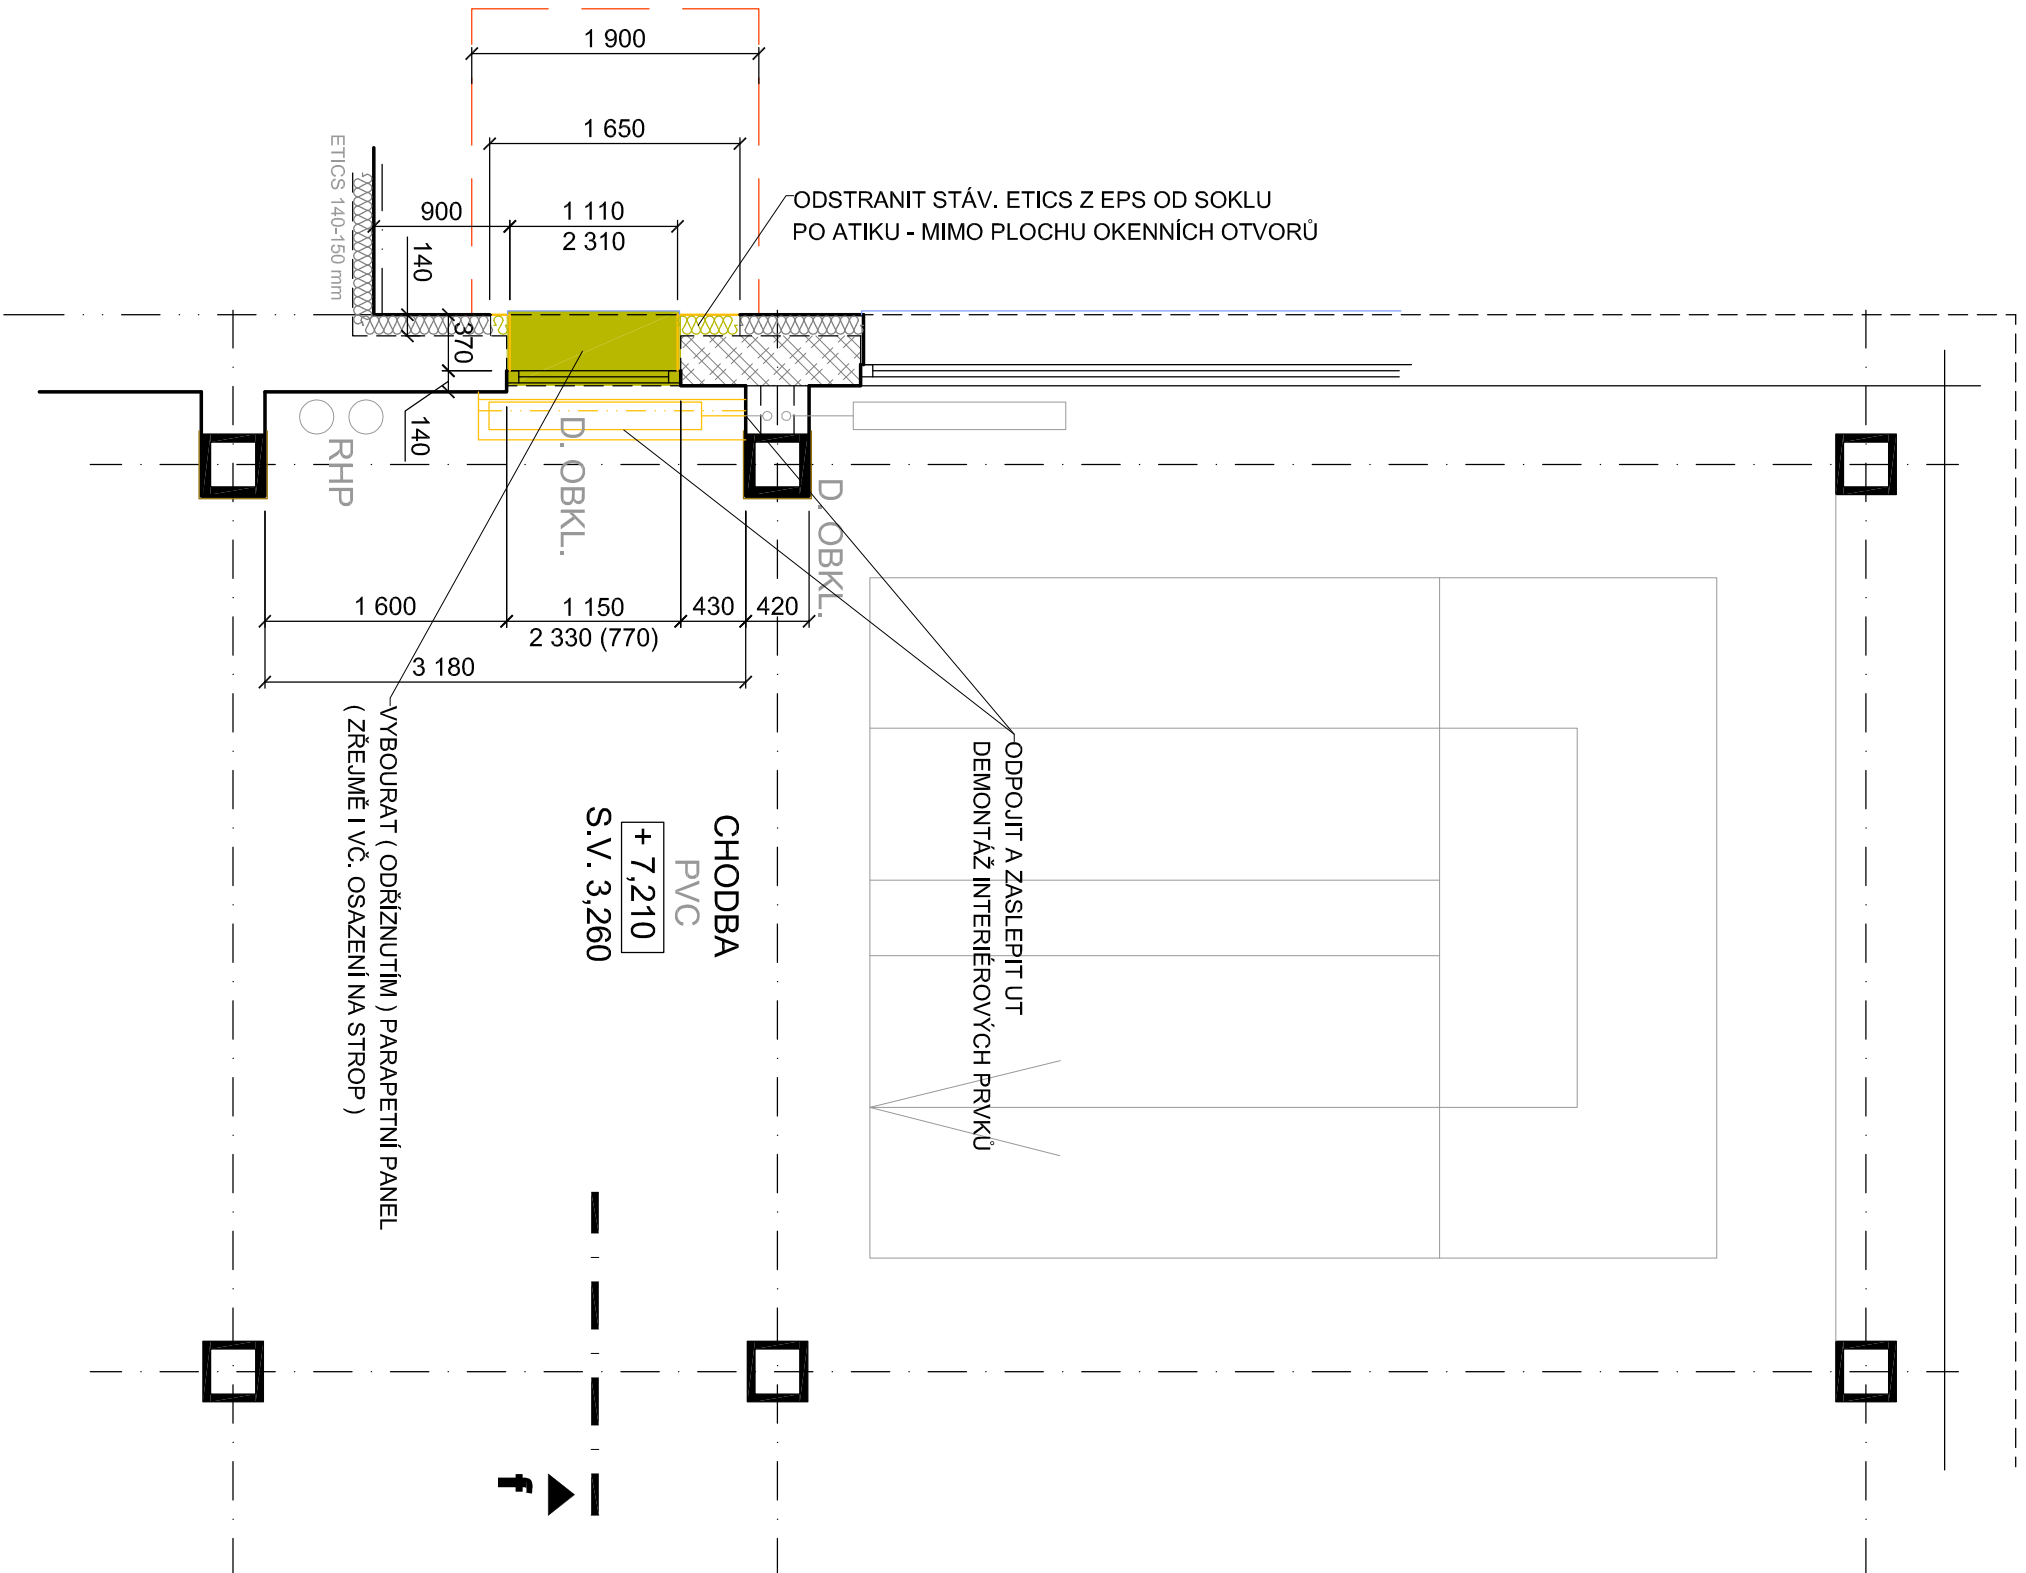 1 900
1 650
ETICS 140-150 mm
900
1 110
2 310
140
ODSTRANIT STÁV. ETICS Z EPS OD SOKLU
PO ATIKU - MIMO PLOCHU OKENNÍCH OTVORŮ
370
140
RHP
D. OBKL.
D. OBKL.
1 600
1 150
430
420
2 330 (770)
3 180
VYBOURAT ( ODŘÍZNUTÍM ) PARAPETNÍ PANEL
( ZŘEJMĚ I VČ. OSAZENÍ NA STROP )
ODPOJIT A ZASLEPIT UT
DEMONTÁŽ INTERIÉROVÝCH PRVKŮ
CHODBA
PVC
+ 7,210
S.V. 3,260
f